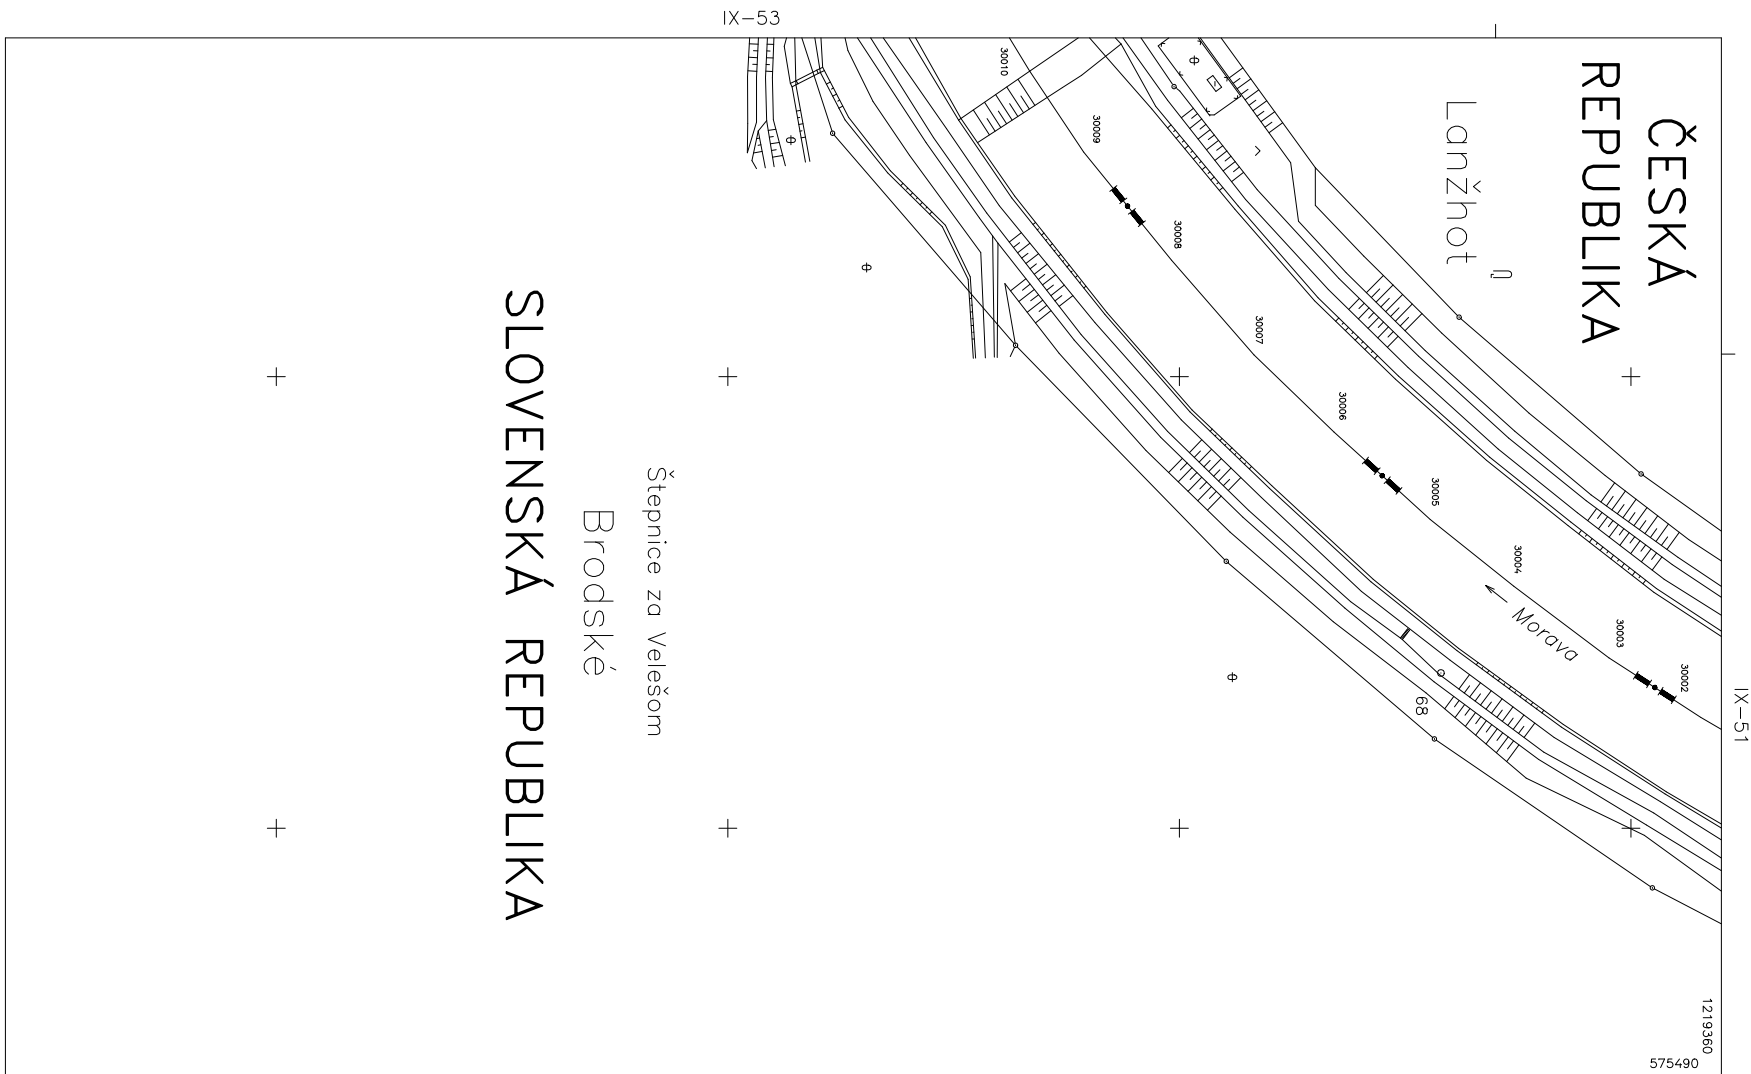 IX-53
ČESKÁ
REPUBLIKA
Lanžhot
30010
30009
30008
30007
30006
30005
30004
30003
30002
Morava
68
IX-51
Štepnice za Velešom
Brodské
SLOVENSKÁ REPUBLIKA
1219360
575490